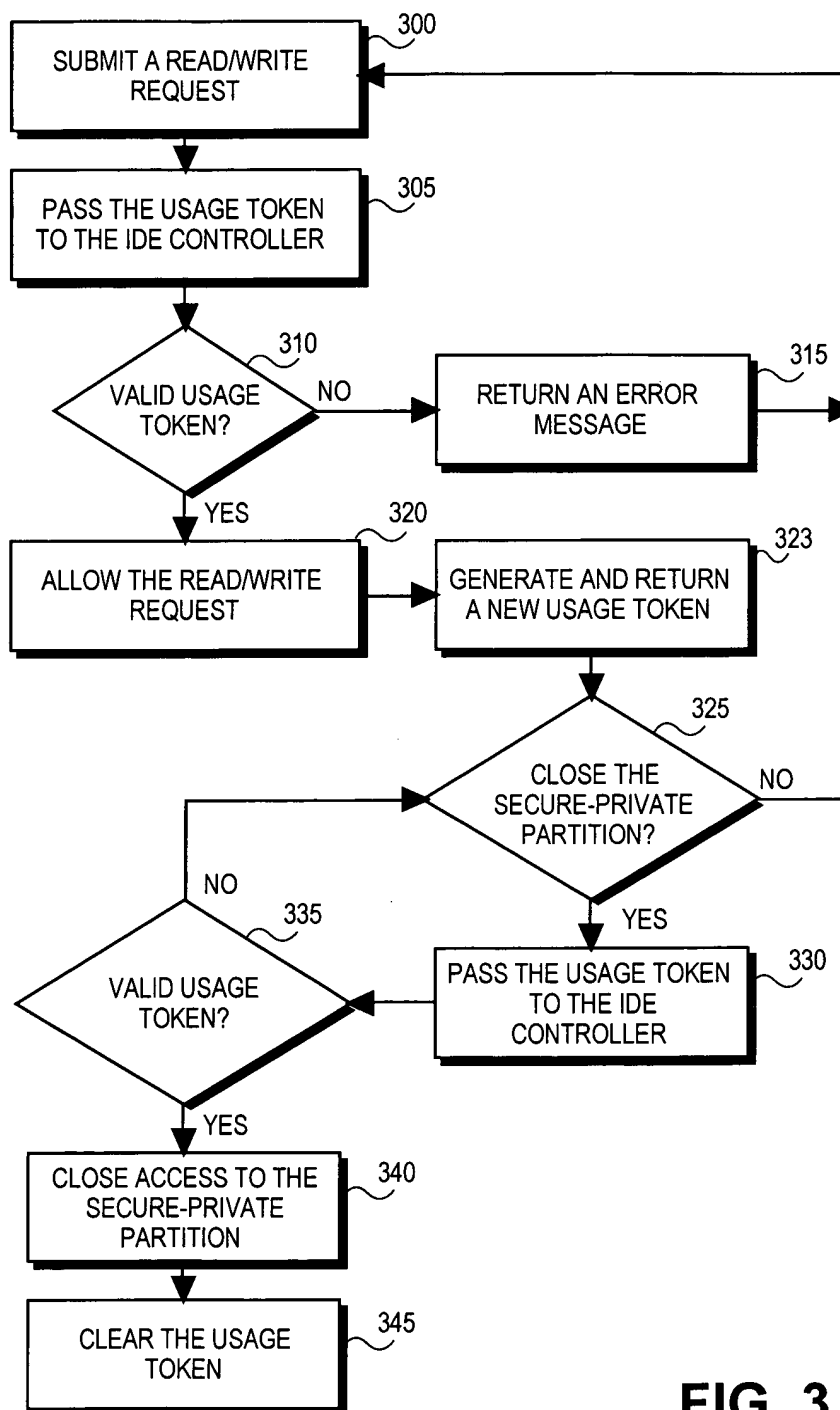 300
SUBMIT A READ/WRITE
REQUEST
305
PASS THE USAGE TOKEN
TO THE IDE CONTROLLER
310
VALID USAGE
TOKEN?
NO
315
RETURN AN ERROR
MESSAGE
YES
320
ALLOW THE READ/WRITE
REQUEST
323
GENERATE AND RETURN
A NEW USAGE TOKEN
325
CLOSE THE
SECURE-PRIVATE
PARTITION?
NO
NO
YES
335
VALID USAGE
TOKEN?
330
PASS THE USAGE TOKEN
TO THE IDE
CONTROLLER
YES
340
CLOSE ACCESS TO THE
SECURE-PRIVATE
PARTITION
345
CLEAR THE USAGE
TOKEN
FIG. 3